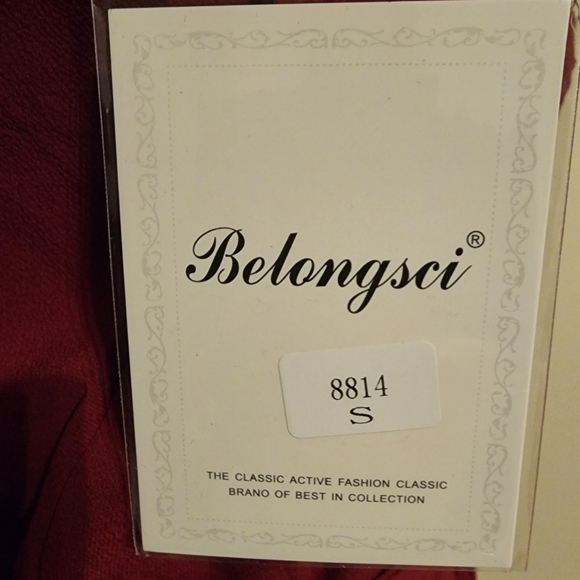 Belongsci®
8814
S
THE CLASSIC ACTIVE FASHION CLASSIC
BRANO OF BEST IN COLLECTION